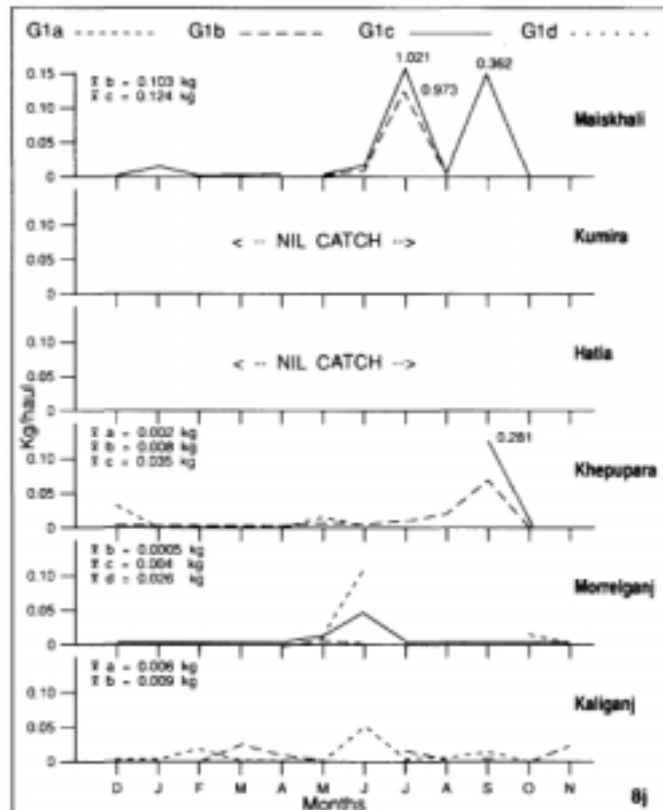 G1a G1b G1c G1d
0.15
0.10
0.05
0
x̄ b = 0.103 kg
x̄ c = 0.124 kg
1.021
0.973
0.362
Maiskhali
0.10
0.05
0
< -- NIL CATCH -->
Kumira
0.10
0.05
0
< -- NIL CATCH -->
Hatia
Kg/haul
0.10
0.05
0
x̄ a = 0.002 kg
x̄ b = 0.008 kg
x̄ c = 0.035 kg
0.281
Khepupara
0.10
0.05
0
x̄ b = 0.0005 kg
x̄ c = 0.004 kg
x̄ d = 0.026 kg
Morrelganj
0.10
0.05
0
x̄ a = 0.006 kg
x̄ b = 0.009 kg
Kaliganj
D J F M A M J J A S O N
Months
8j